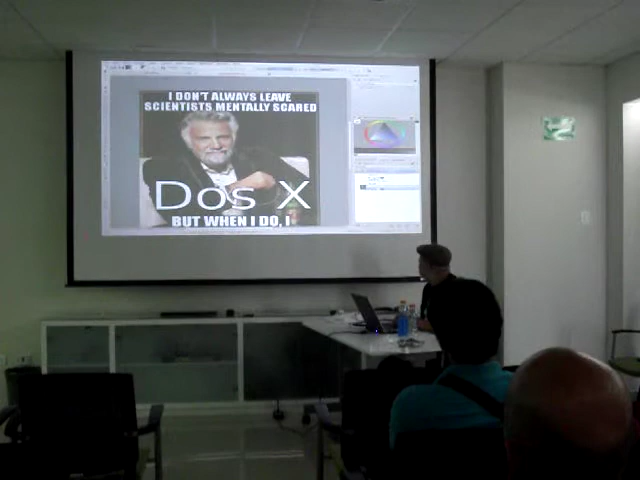 I DON'T ALWAYS LEAVE
SCIENTISTS MENTALLY SCARED
Dos X
BUT WHEN I DO, I